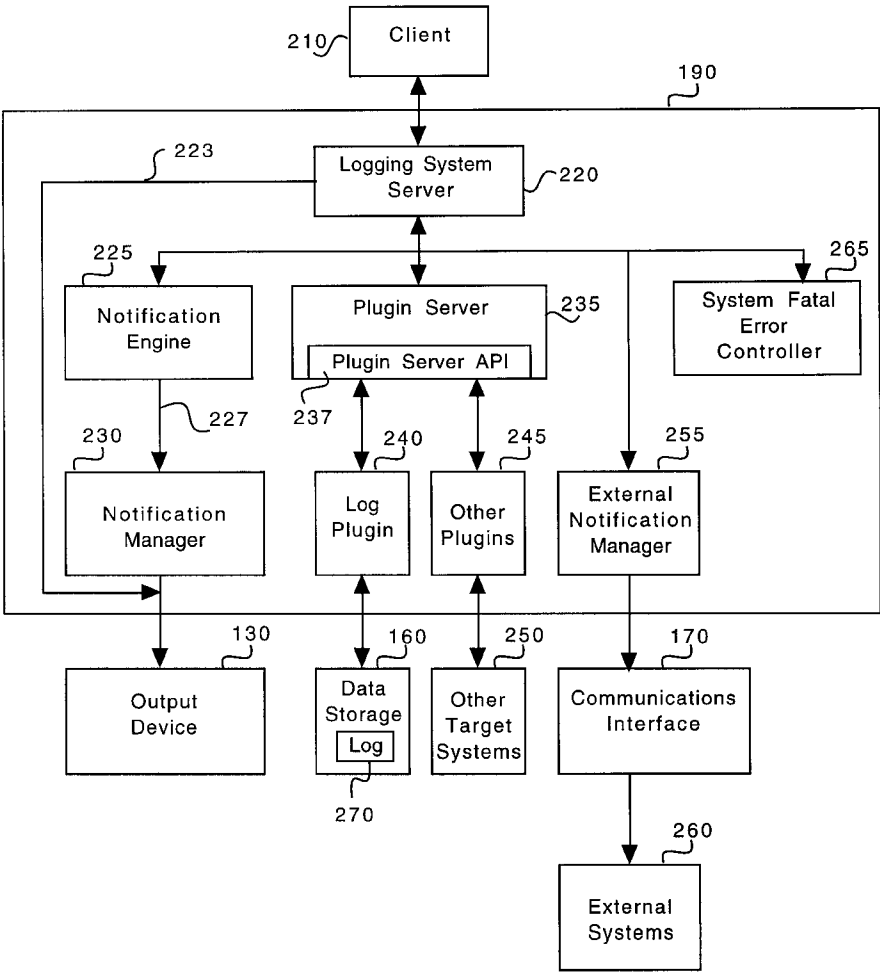 Client
210
190
223
Logging System
Server
220
225
265
Notification
Engine
Plugin Server
235
System Fatal
Error
Controller
Plugin Server API
237
227
230
240
245
255
Notification
Manager
Log
Plugin
Other
Plugins
External
Notification
Manager
130
160
250
170
Output
Device
Data
Storage
Log
Other
Target
Systems
Communications
Interface
270
260
External
Systems